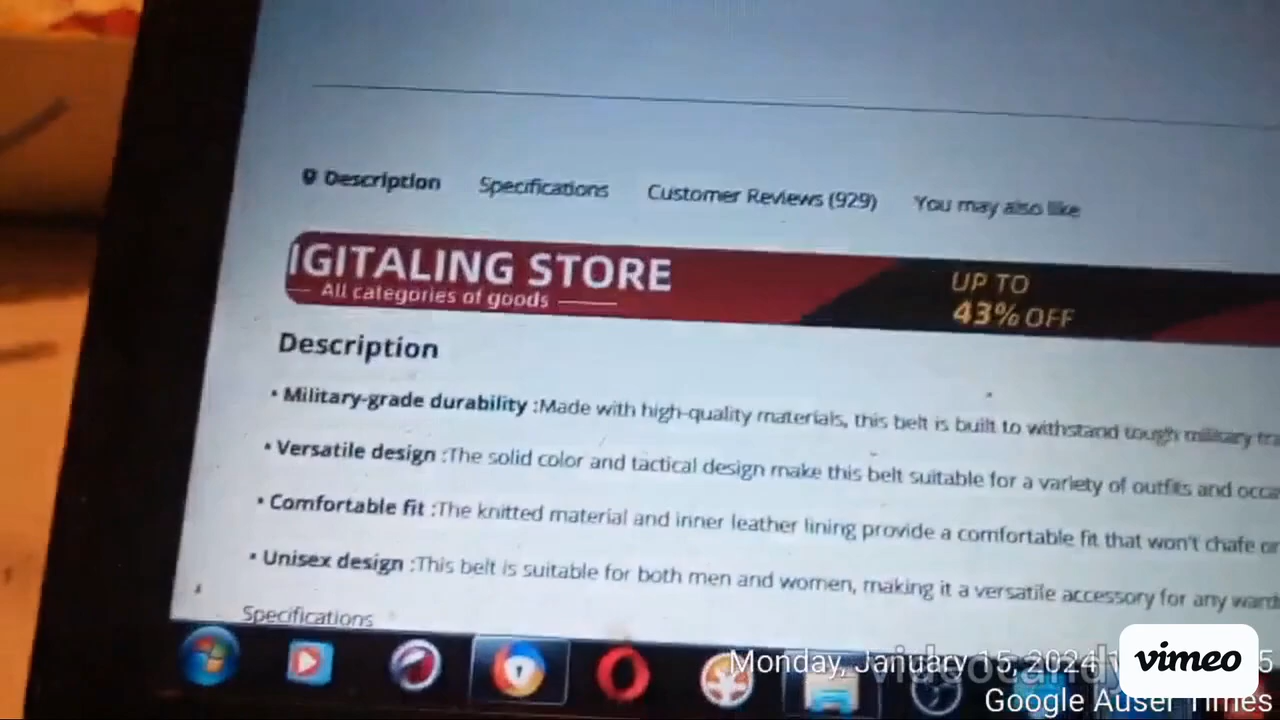 Description Specifications Customer Reviews (929) You may also like
IGITALING STORE
All categories of goods
UP TO
43% OFF
Description
• Military-grade durability :Made with high-quality materials, this belt is built to withstand tough military
• Versatile design :The solid color and tactical design make this belt suitable for a variety of outfits and
• Comfortable fit :The knitted material and inner leather lining provide a comfortable fit that won't chafe or
• Unisex design :This belt is suitable for both men and women, making it a versatile accessory for any
Specifications
Monday, January 15, 2024
Google Auser Times
vimeo